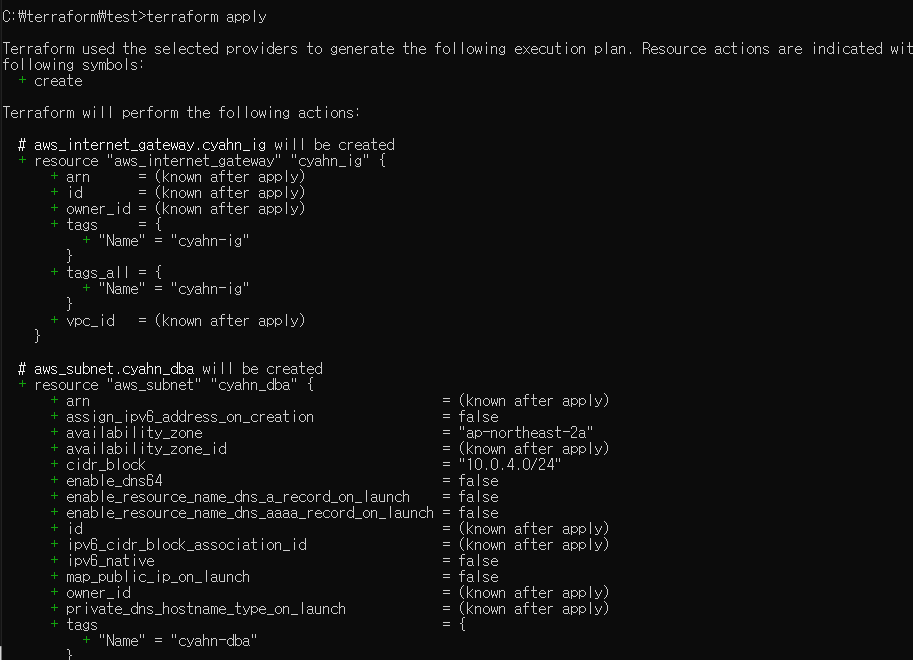 C:₩terraform₩test>terraform apply
Terraform used the selected providers to generate the following execution plan. Resource actions are indicated wit
following symbols:
+ create
Terraform will perform the following actions:
# aws_internet_gateway.cyahn_ig will be created
+ resource "aws_internet_gateway" "cyahn_ig" {
+ arn = (known after apply)
+ id = (known after apply)
+ owner_id = (known after apply)
+ tags = {
+ "Name" = "cyahn-ig"
}
+ tags_all = {
+ "Name" = "cyahn-ig"
}
+ vpc_id = (known after apply)
}
# aws_subnet.cyahn_dba will be created
+ resource "aws_subnet" "cyahn_dba" {
+ arn = (known after apply)
+ assign_ipv6_address_on_creation = false
+ availability_zone = "ap-northeast-2a"
+ availability_zone_id = (known after apply)
+ cidr_block = "10.0.4.0/24"
+ enable_dns64 = false
+ enable_resource_name_dns_a_record_on_launch = false
+ enable_resource_name_dns_aaaa_record_on_launch = false
+ id = (known after apply)
+ ipv6_cidr_block_association_id = (known after apply)
+ ipv6_native = false
+ map_public_ip_on_launch = false
+ owner_id = (known after apply)
+ private_dns_hostname_type_on_launch = (known after apply)
+ tags = {
+ "Name" = "cyahn-dba"
}